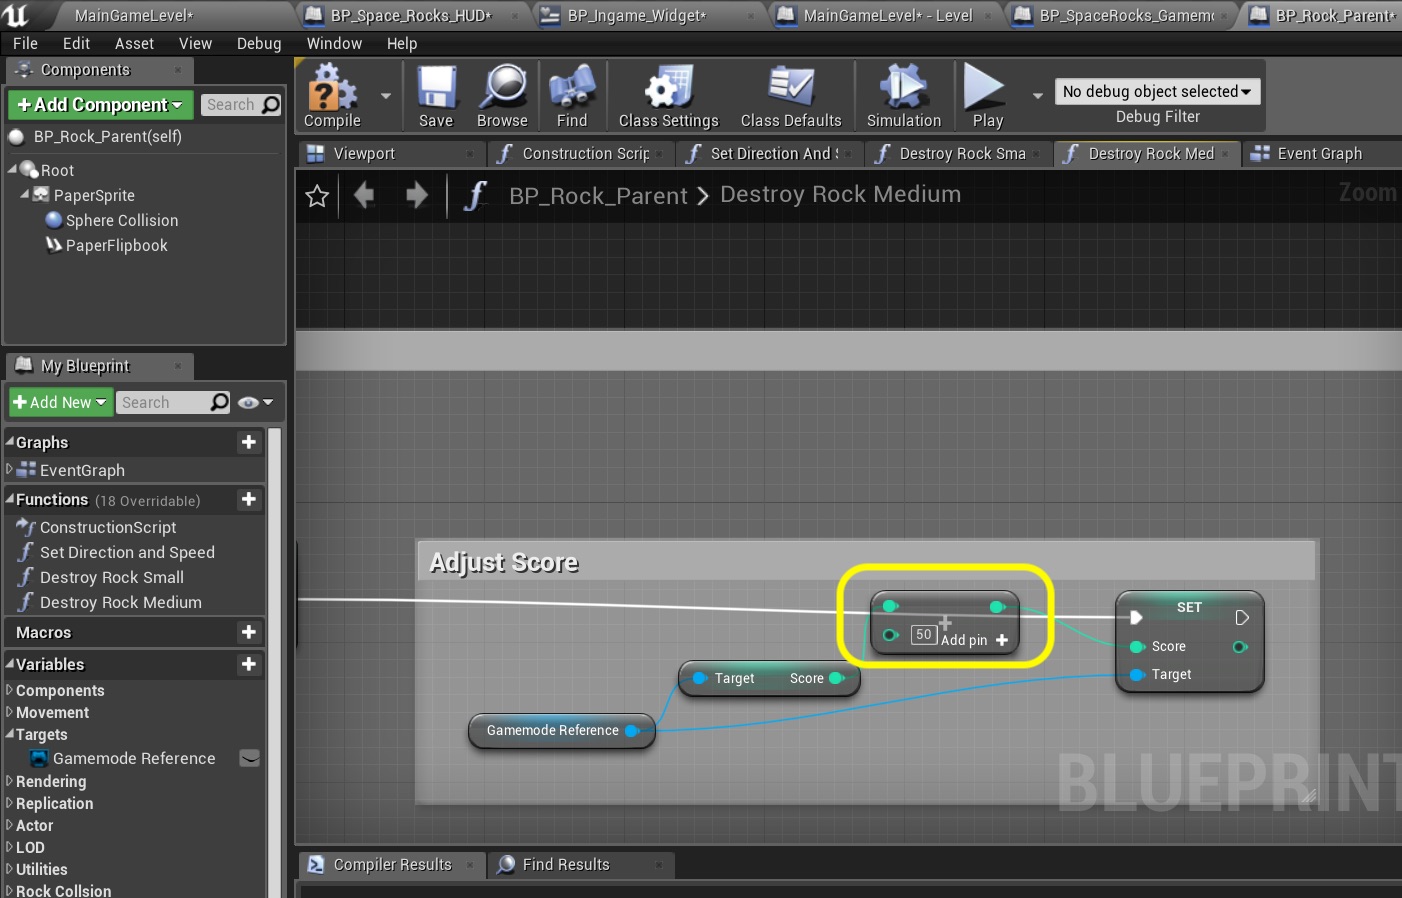 MainGameLevel*
BP_Space_Rocks_HUD*
BP_Ingame_Widget*
MainGameLevel* - Level
BP_SpaceRocks_Gamem
BP_Rock_Parent*
File Edit Asset View Debug Window Help
Components
+Add Component
Search
BP_Rock_Parent(self)
Root
PaperSprite
Sphere Collision
PaperFlipbook
Compile
Save
Browse
Find
Class Settings
Class Defaults
Simulation
Play
No debug object selected
Debug Filter
Viewport
Construction Scrip
Set Direction And
Destroy Rock Sma
Destroy Rock Med
Event Graph
BP_Rock_Parent > Destroy Rock Medium
Zoom
My Blueprint
+Add New
Search
Graphs
EventGraph
Functions (18 Overridable)
ConstructionScript
Set Direction and Speed
Destroy Rock Small
Destroy Rock Medium
Macros
Variables
Components
Movement
Targets
Gamemode Reference
Rendering
Replication
Actor
LOD
Utilities
Rock Collsion
Adjust Score
50
Add pin +
SET
Score
Target
Target Score
Gamemode Reference
BLUEPRINT
Compiler Results
Find Results